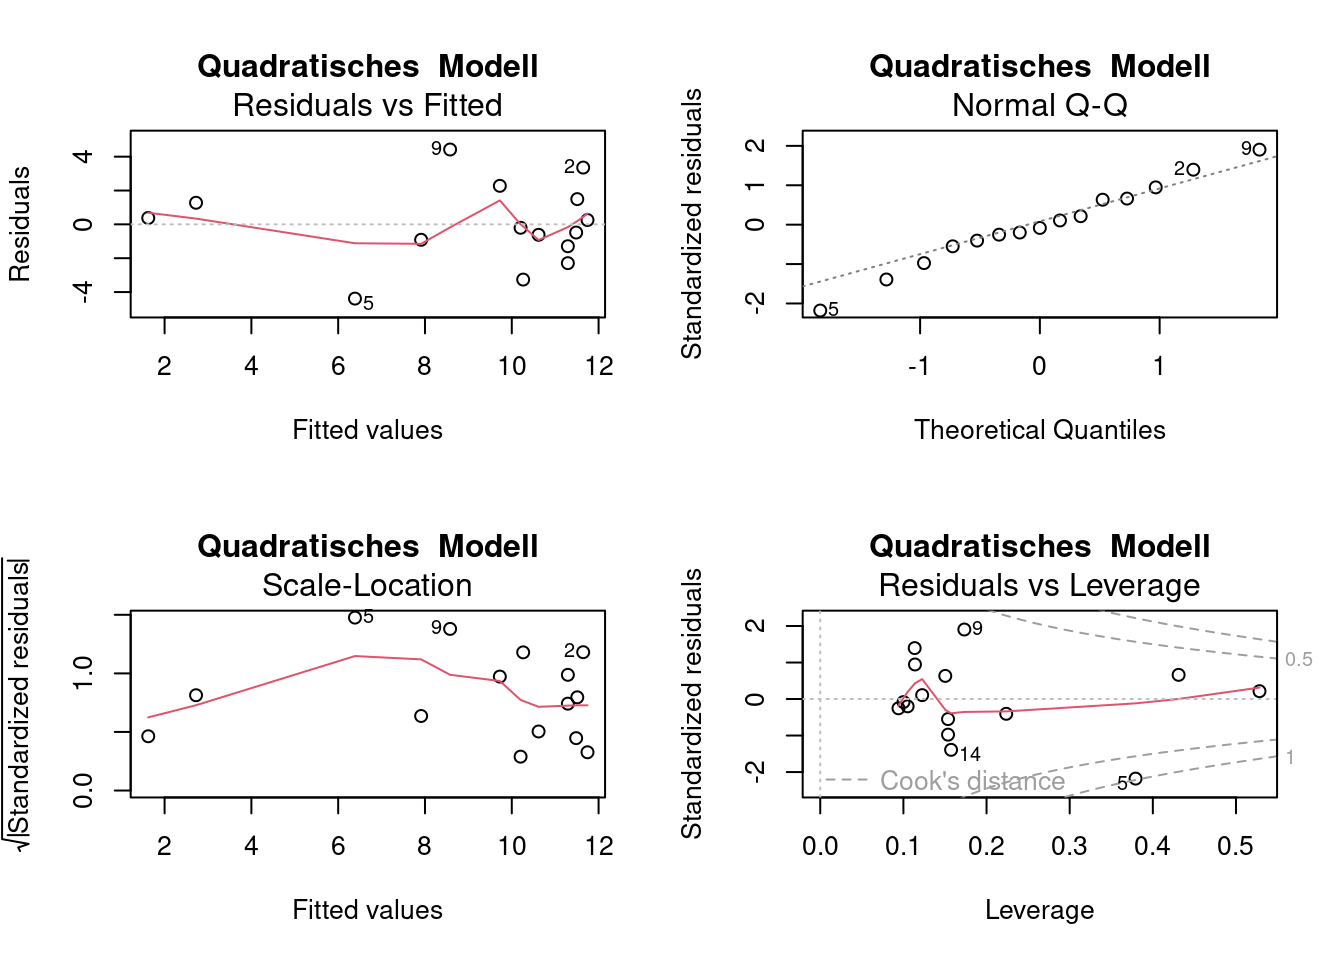 Quadratisches  Modell
Residuals vs Fitted
Residuals
4
0
-4
9
2
5
2 4 6 8 10 12
Fitted values
Quadratisches  Modell
Normal Q-Q
Standardized residuals
2
1
0
-2
9
2
5
-1 0 1
Theoretical Quantiles
Quadratisches  Modell
Scale-Location
√|Standardized residuals|
1.0
0.0
5
9
2
2 4 6 8 10 12
Fitted values
Quadratisches  Modell
Residuals vs Leverage
Standardized residuals
2
0
-2
9
0.5
14
1
5
Cook's distance
0.0 0.1 0.2 0.3 0.4 0.5
Leverage